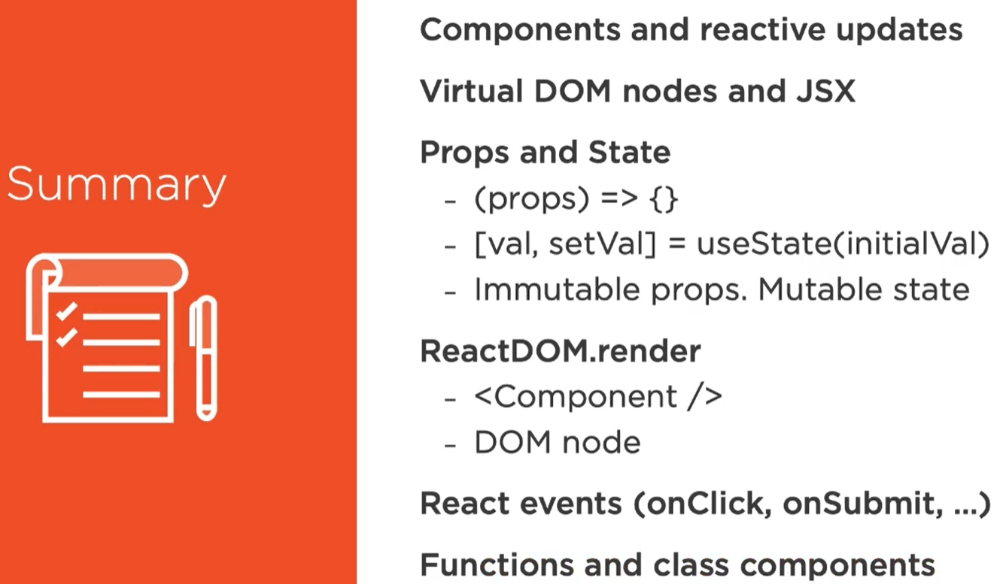 Summary
Components and reactive updates
Virtual DOM nodes and JSX
Props and State
- (props) => {}
- [val, setVal] = useState(initialVal)
- Immutable props. Mutable state
ReactDOM.render
- <Component />
- DOM node
React events (onClick, onSubmit, ...)
Functions and class components